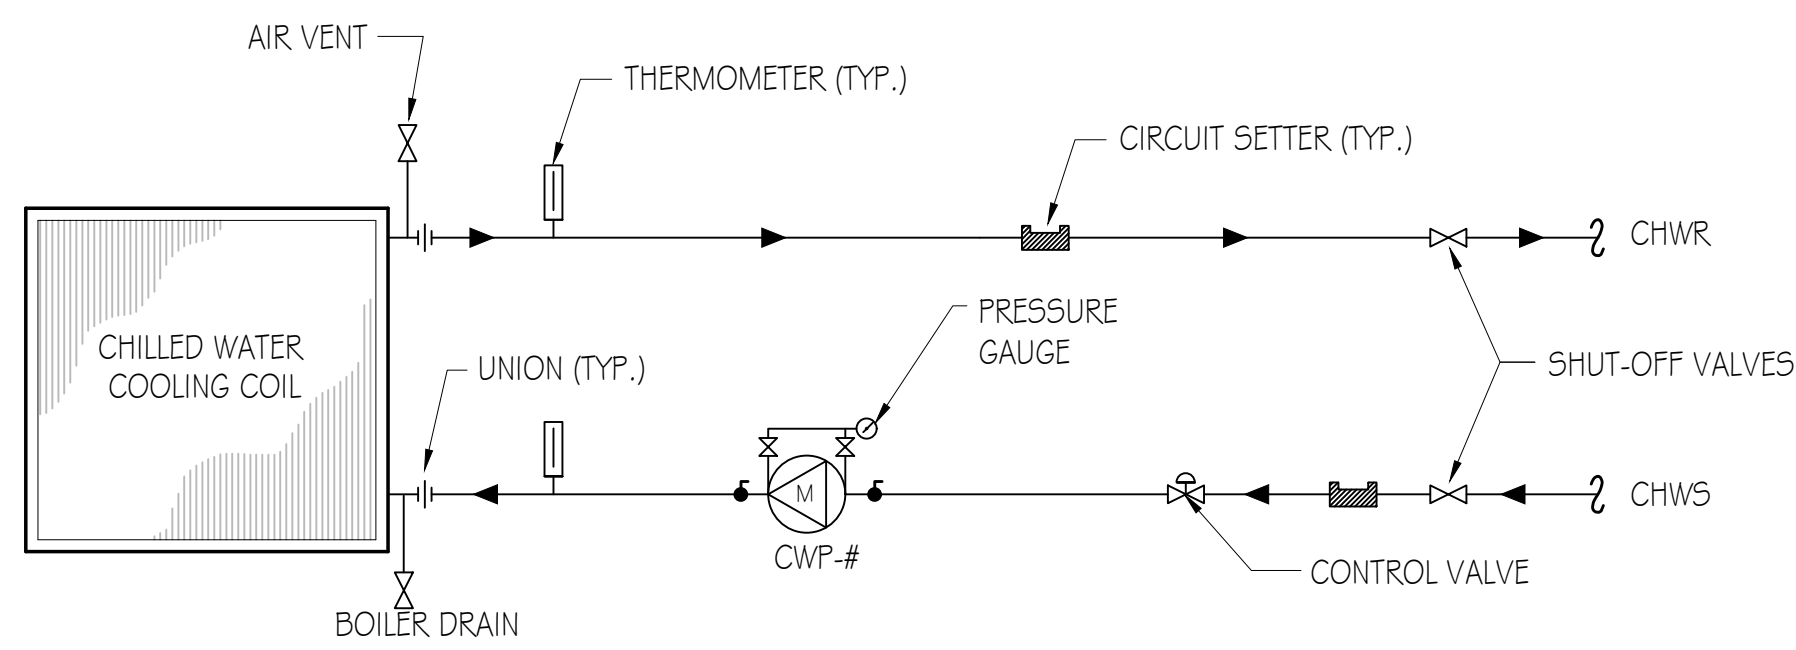 AIR VENT
THERMOMETER (TYP.)
CIRCUIT SETTER (TYP.)
CHWR
PRESSURE
GAUGE
CHILLED WATER
COOLING COIL
UNION (TYP.)
SHUT-OFF VALVES
M
CHWS
CWP-#
CONTROL VALVE
BOILER DRAIN